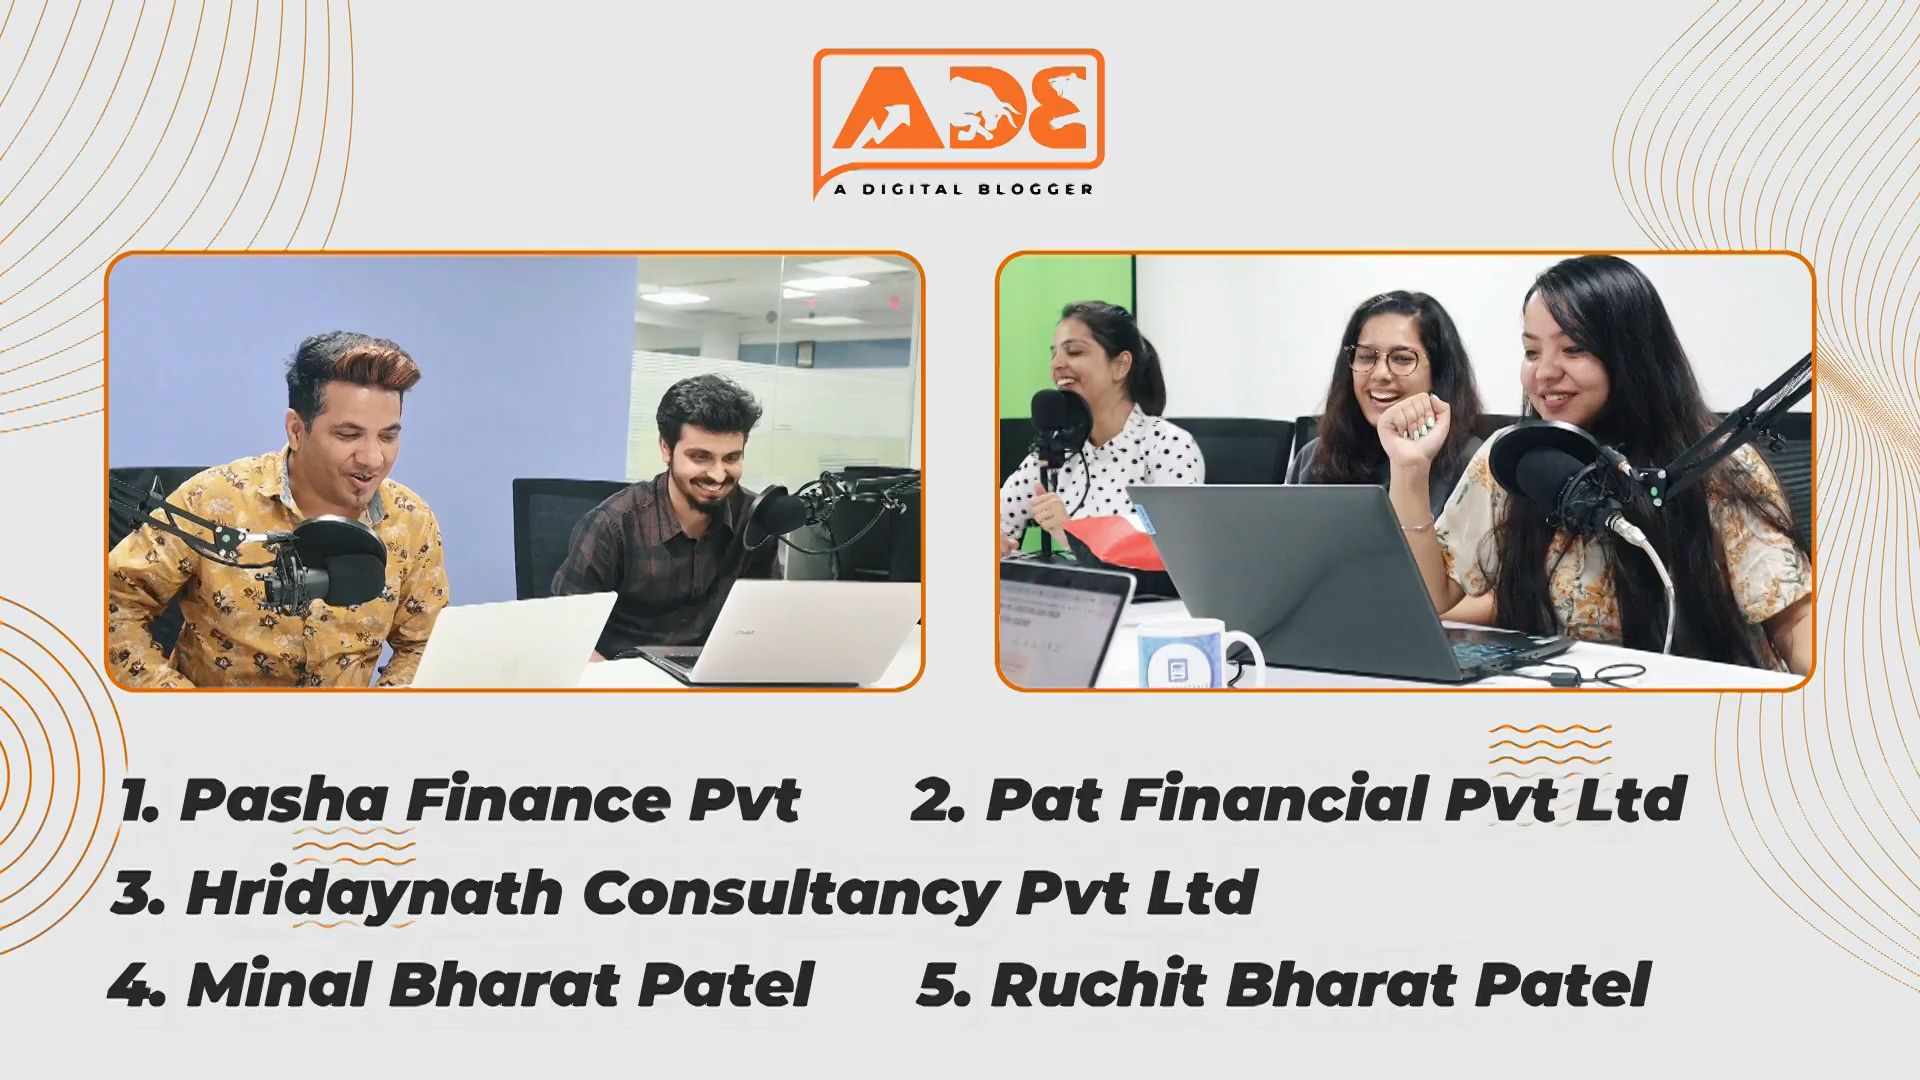 ADB
A DIGITAL BLOGGER
1. Pasha Finance Pvt
2. Pat Financial Pvt Ltd
3. Hridaynath Consultancy Pvt Ltd
4. Minal Bharat Patel
5. Ruchit Bharat Patel